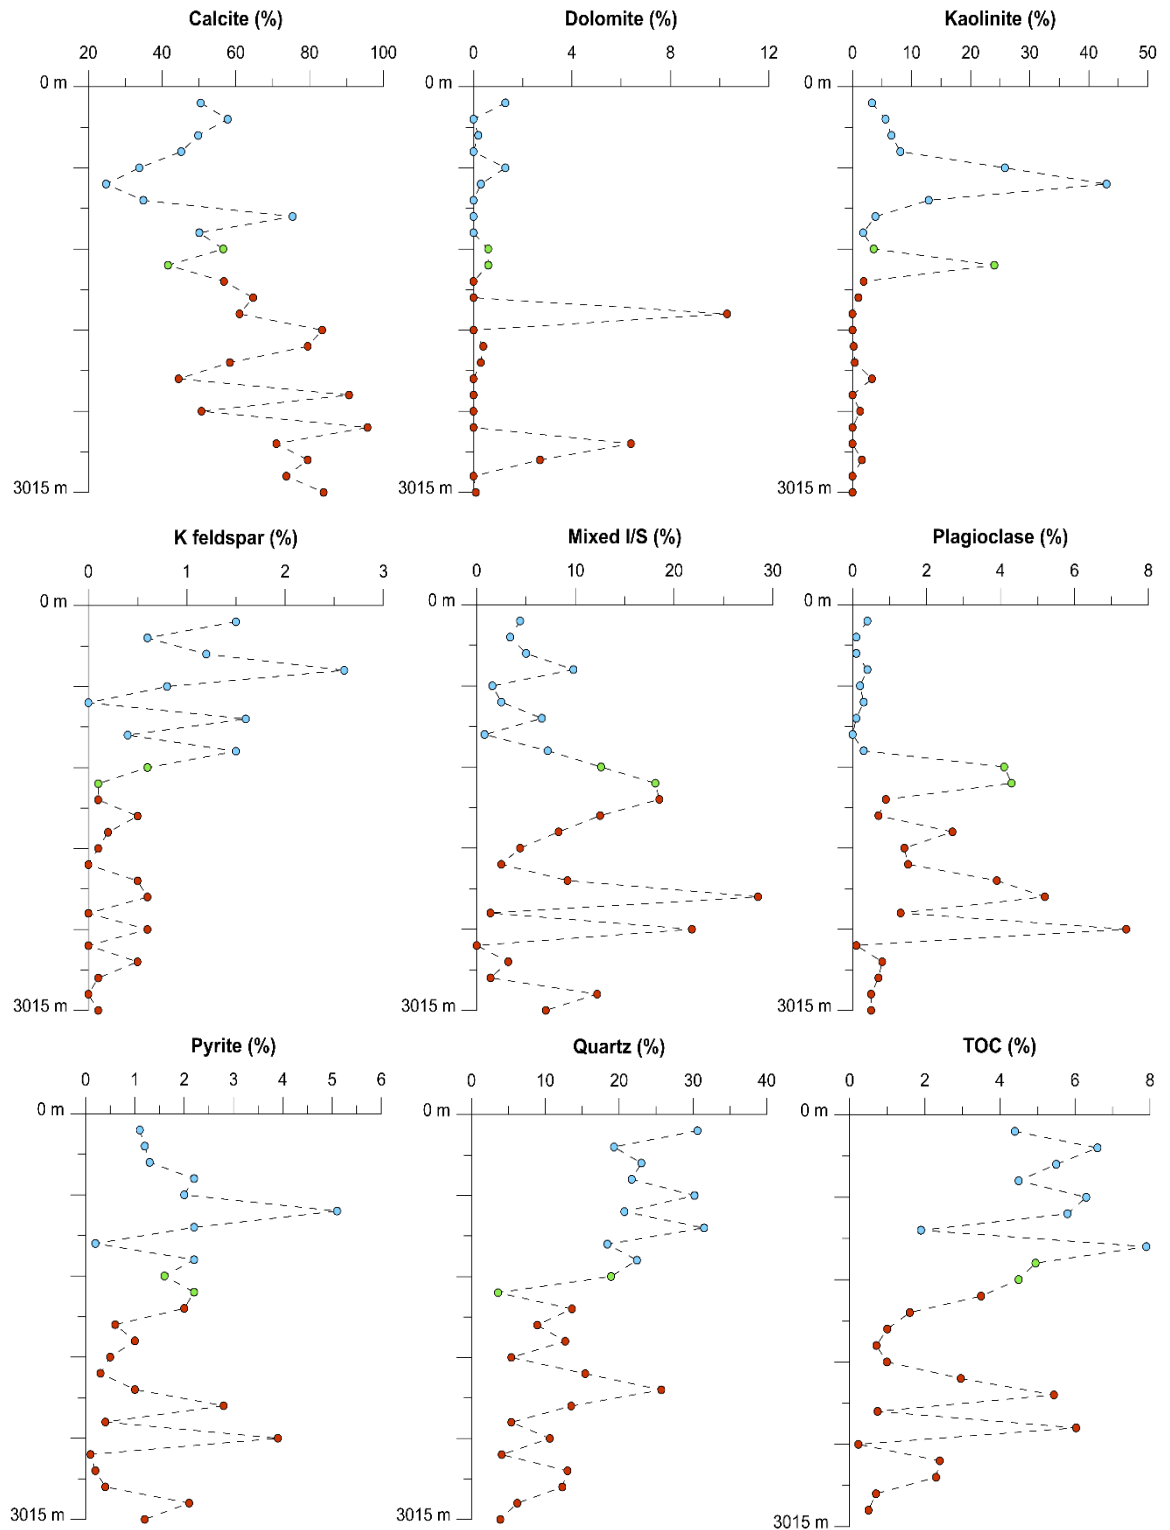 Calcite (%) Dolomite (%) Kaolinite (%)
20 40 60 80 100 0 4 8 12 0 10 20 30 40 50
0 m 0 m 0 m
3015 m 3015 m 3015 m
K feldspar (%) Mixed I/S (%) Plagioclase (%)
0 1 2 3 0 10 20 30 0 2 4 6 8
0 m 0 m 0 m
3015 m 3015 m 3015 m
Pyrite (%) Quartz (%) TOC (%)
0 1 2 3 4 5 6 0 10 20 30 40 0 2 4 6 8
0 m 0 m 0 m
3015 m 3015 m 3015 m